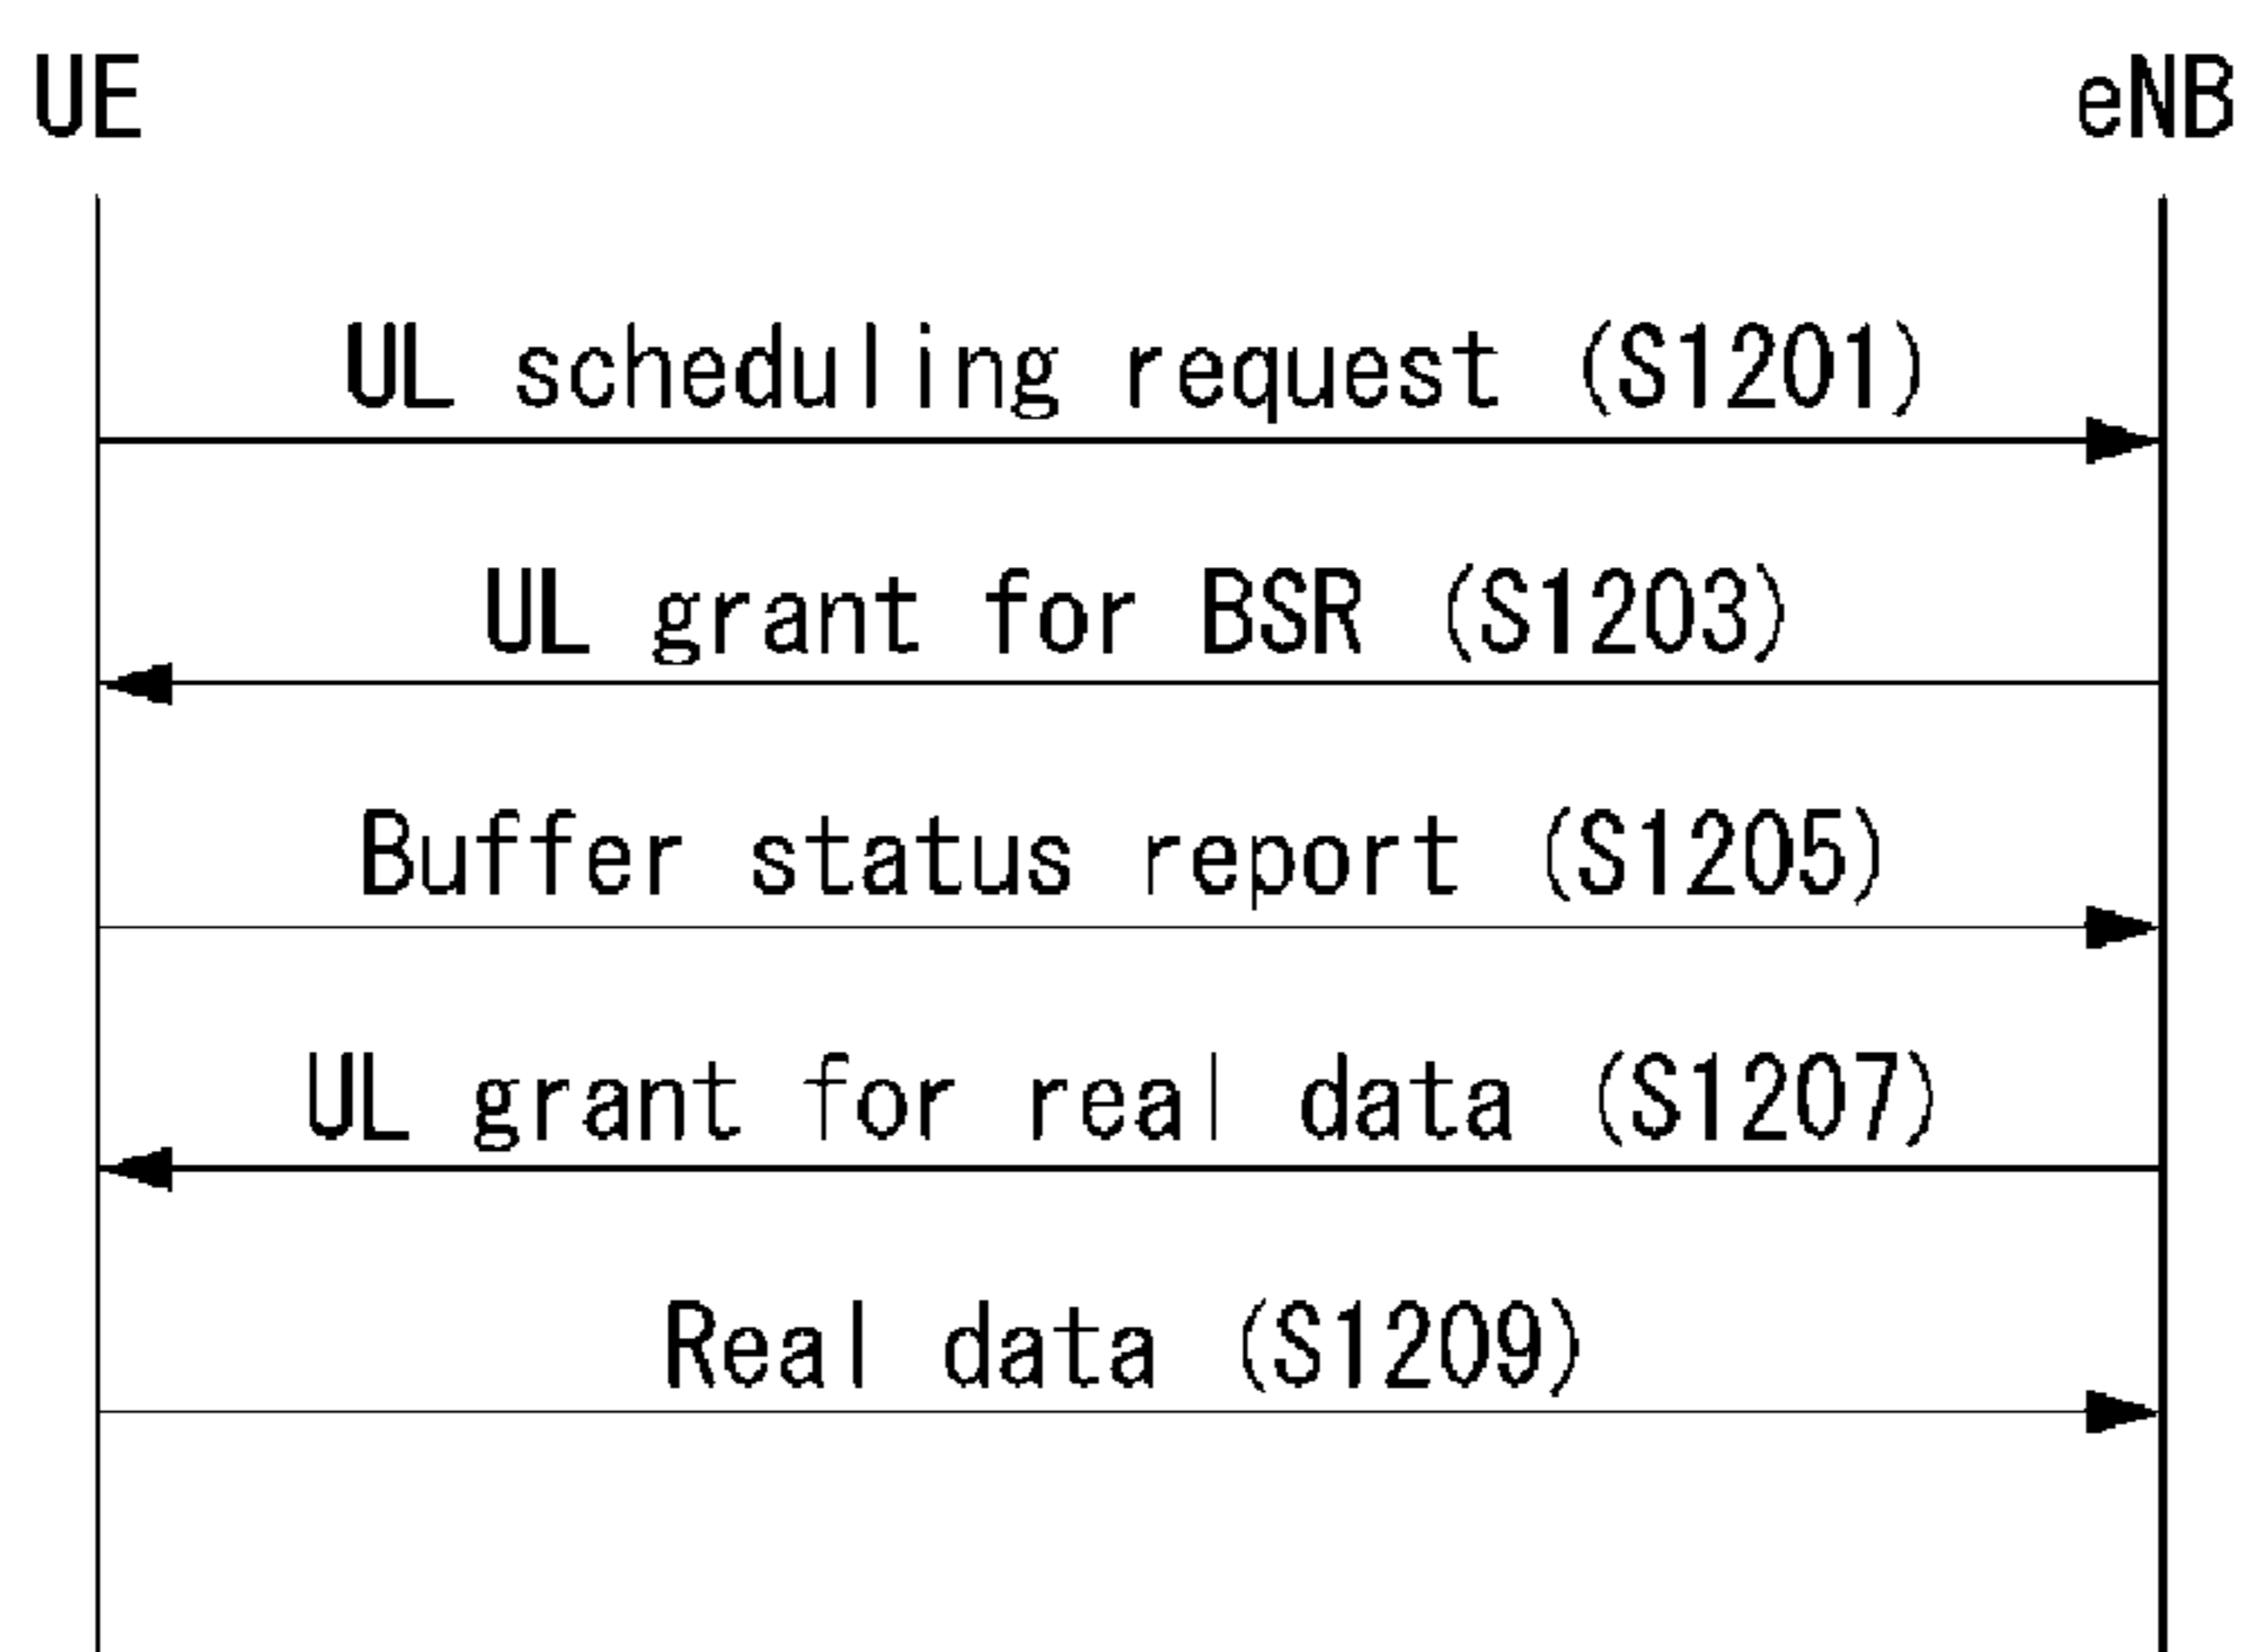 UE eNB
UL scheduling request (S1201)
UL grant for BSR (S1203)
Buffer status report (S1205)
UL grant for real data (S1207)
Real data (S1209)